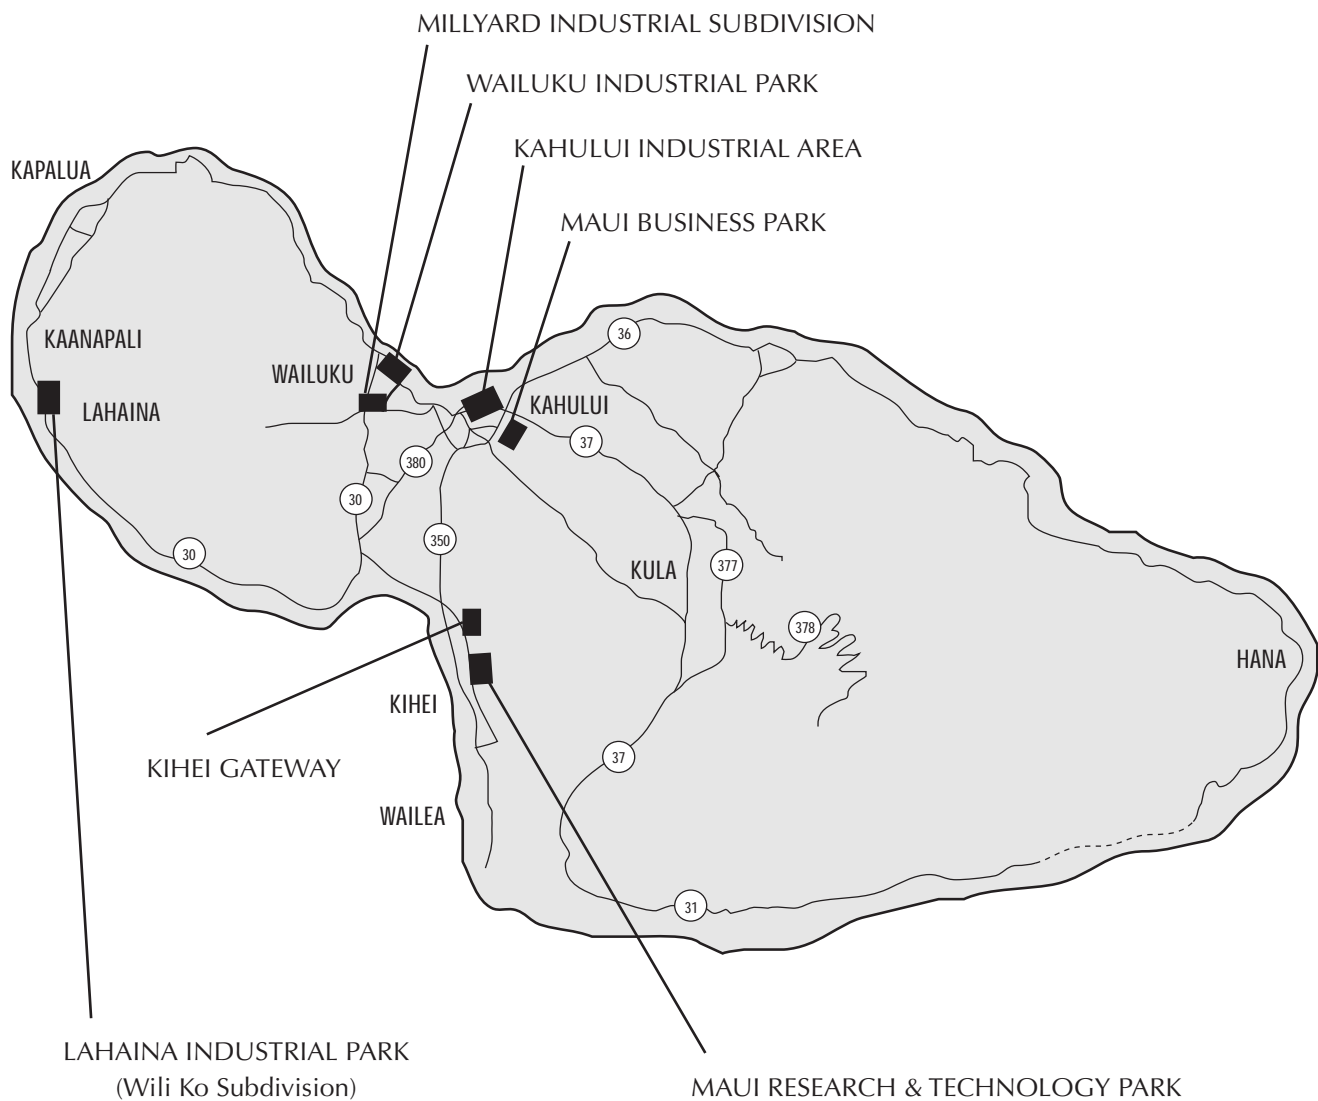 MILLYARD INDUSTRIAL SUBDIVISION
WAILUKU INDUSTRIAL PARK
KAHULUI INDUSTRIAL AREA
KAPALUA
MAUI BUSINESS PARK
36
KAANAPALI
WAILUKU
LAHAINA
KAHULUI
37
380
30
350
30
KULA
377
378
HANA
KIHEI
37
KIHEI GATEWAY
WAILEA
31
LAHAINA INDUSTRIAL PARK
(Wili Ko Subdivision)
MAUI RESEARCH & TECHNOLOGY PARK